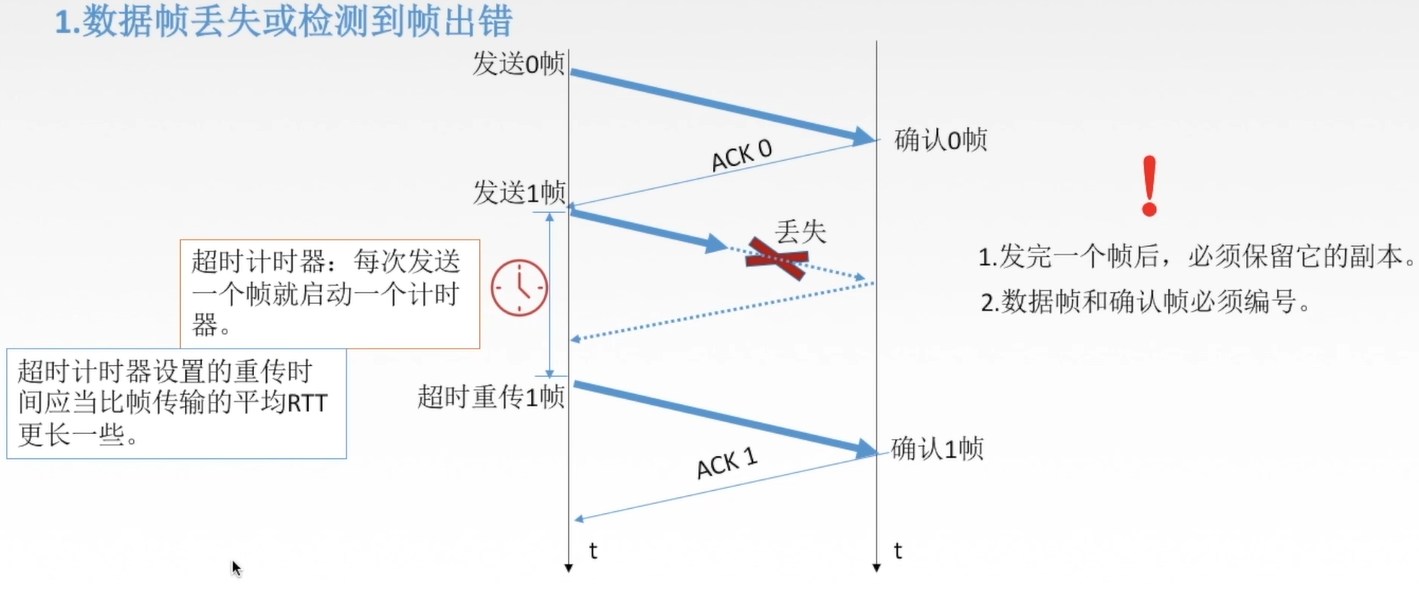 1.数据帧丢失或检测到帧出错
发送0帧
确认0帧
ACK 0
发送1帧
丢失
超时计时器：每次发送
一个帧就启动一个计时
器。
1.发完一个帧后，必须保留它的副本。
2.数据帧和确认帧必须编号。
超时计时器设置的重传时
间应当比帧传输的平均RTT
更长一些。
超时重传1帧
确认1帧
ACK 1
t
t